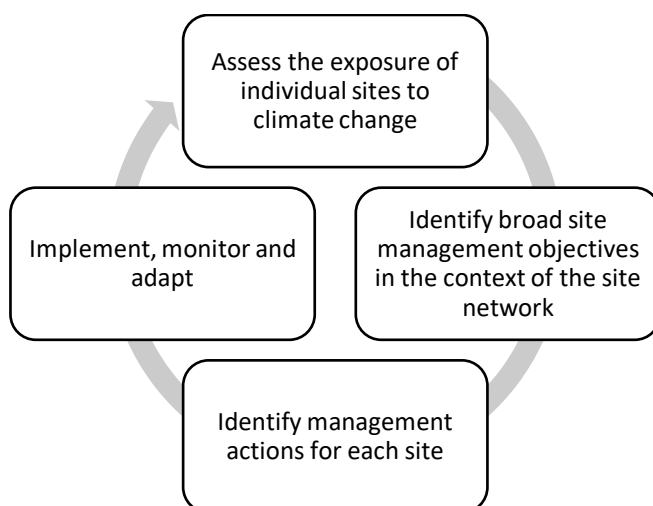 Assess the exposure of
individual sites to
climate change
Identify broad site
management objectives
in the context of the site
network
Identify management
actions for each site
Implement, monitor and
adapt